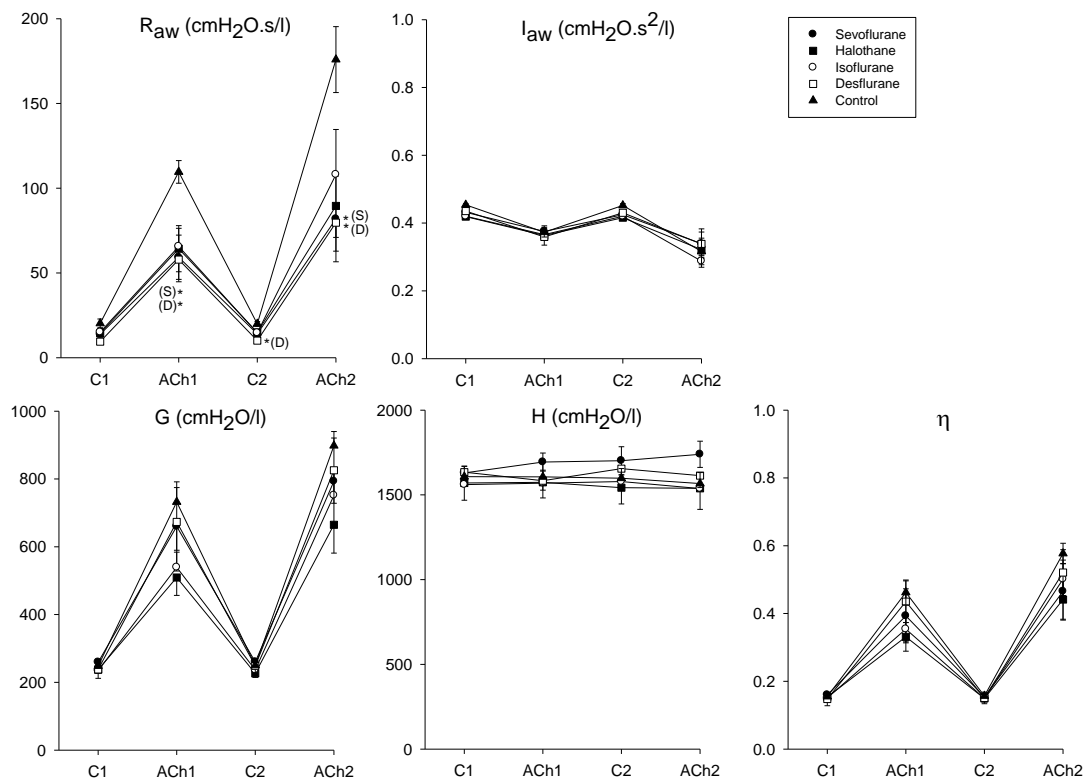 R_aw (cmH₂O.s/l)
200
150
100
50
0
C1 ACh1 C2 ACh2
(S) *
(D) *
*(D)
* (S)
* (D)
I_aw (cmH₂O.s²/l)
1.0
0.8
0.6
0.4
0.2
0.0
C1 ACh1 C2 ACh2
Sevoflurane
Halothane
Isoflurane
Desflurane
Control
G (cmH₂O/l)
1000
800
600
400
200
0
C1 ACh1 C2 ACh2
H (cmH₂O/l)
2000
1500
1000
500
0
C1 ACh1 C2 ACh2
η
1.0
0.8
0.6
0.4
0.2
0.0
C1 ACh1 C2 ACh2